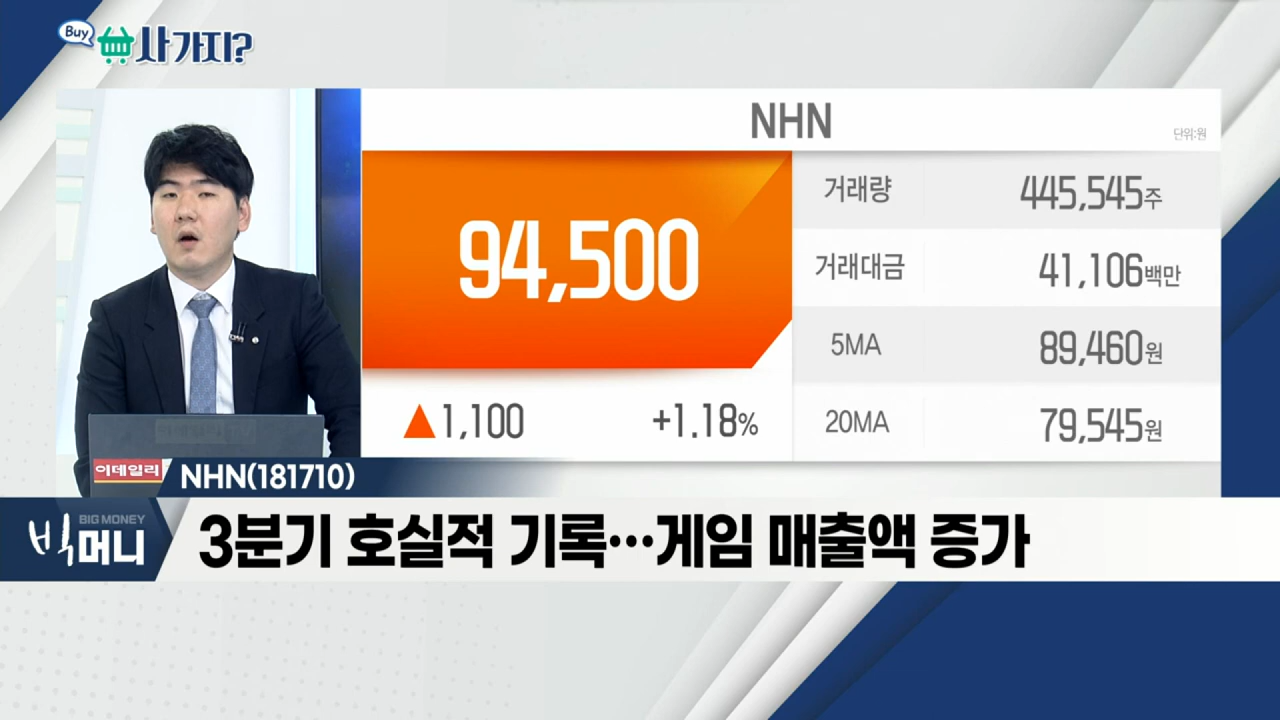 Buy
사가지?
NHN
단위:원
94,500
▲1,100 +1.18%
거래량 445,545주
거래대금 41,106백만
5MA 89,460원
20MA 79,545원
이데일리
NHN(181710)
BIG MONEY
빅머니
3분기 호실적 기록…게임 매출액 증가